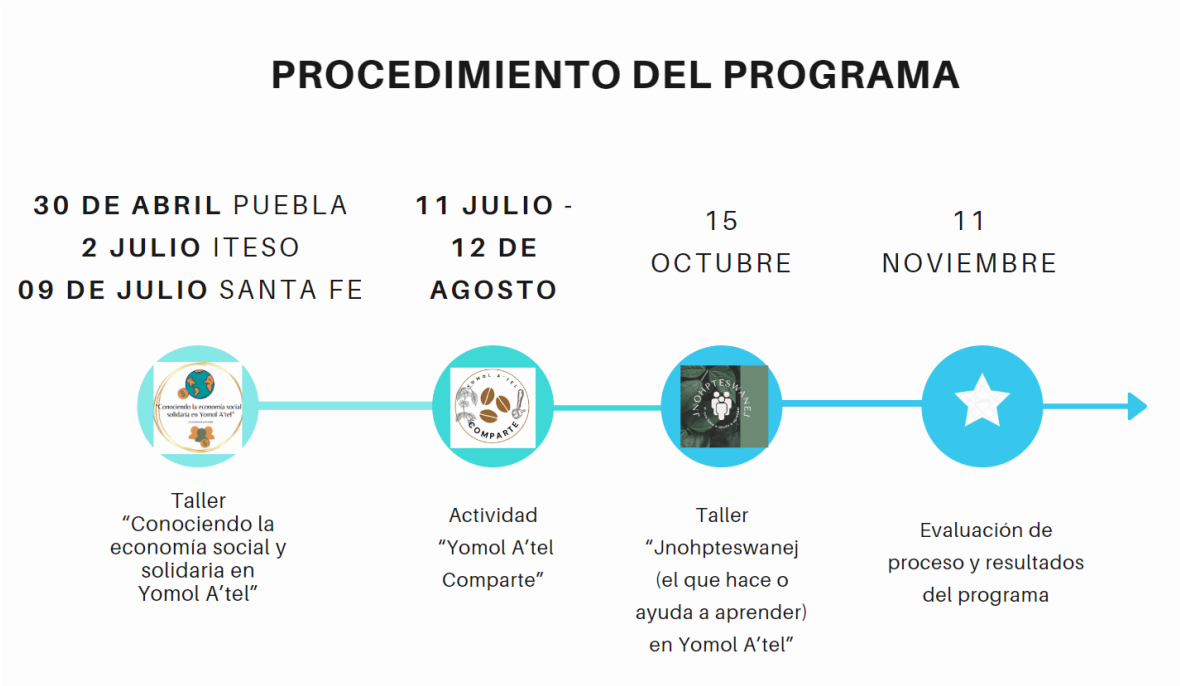 PROCEDIMIENTO DEL PROGRAMA
30 DE ABRIL PUEBLA
2 JULIO ITESO
09 DE JULIO SANTA FE
11 JULIO -
12 DE
AGOSTO
15
OCTUBRE
11
NOVIEMBRE
"Conociendo la economía social
solidaria en Yomol A'tel"
YOMOL A'TEL
COMPARTE
JNOHPTESWANEJ
Taller
“Conociendo la
economía social y
solidaria en
Yomol A’tel”
Actividad
“Yomol A’tel
Comparte”
Taller
“Jnohpteswanej
(el que hace o
ayuda a aprender)
en Yomol A’tel”
Evaluación de
proceso y resultados
del programa